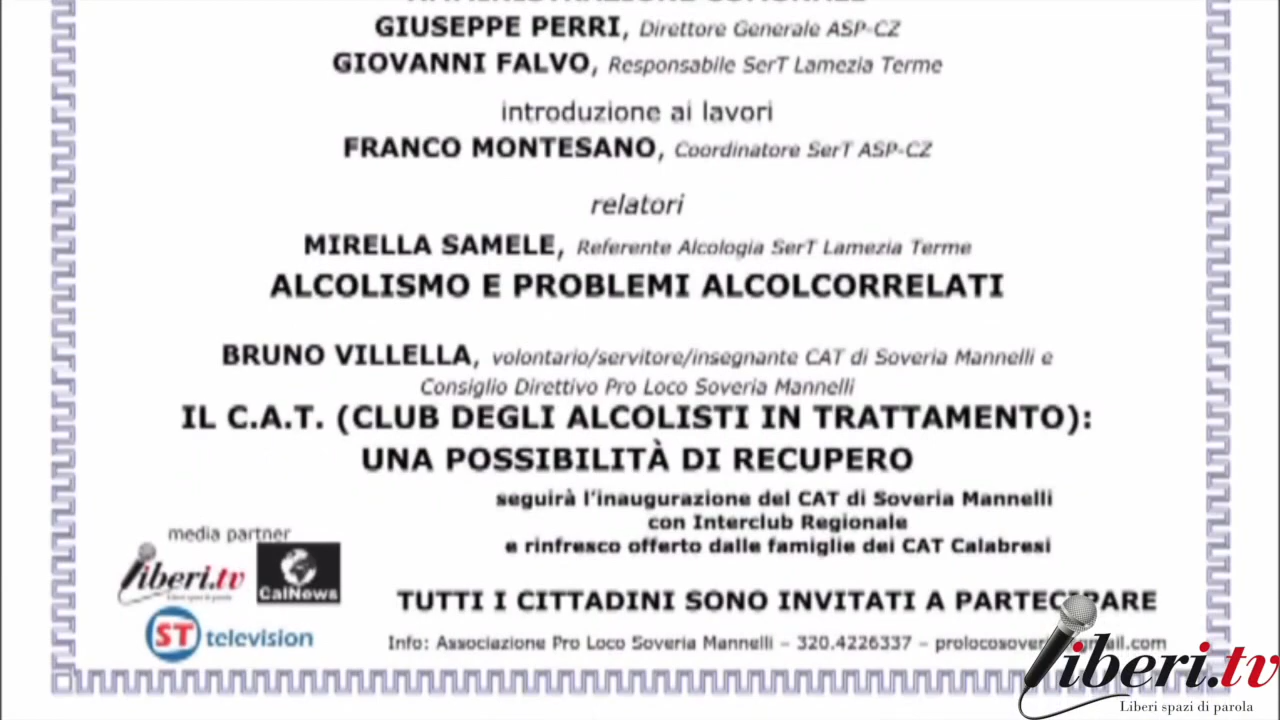 GIUSEPPE PERRI, Direttore Generale ASP-CZ
GIOVANNI FALVO, Responsabile SerT Lamezia Terme
introduzione ai lavori
FRANCO MONTESANO, Coordinatore SerT ASP-CZ
relatori
MIRELLA SAMELE, Referente Alcologia SerT Lamezia Terme
ALCOLISMO E PROBLEMI ALCOLCORRELATI
BRUNO VILLELLA, volontario/servitore/insegnante CAT di Soveria Mannelli e
Consiglio Direttivo Pro Loco Soveria Mannelli
IL C.A.T. (CLUB DEGLI ALCOLISTI IN TRATTAMENTO):
UNA POSSIBILITÀ DI RECUPERO
seguirà l'inaugurazione del CAT di Soveria Mannelli
con Interclub Regionale
e rinfresco offerto dalle famiglie dei CAT Calabresi
media partner
liberi.tv
Liberi spazi di parola
CalNews
ST television
TUTTI I CITTADINI SONO INVITATI A PARTECIPARE
Info: Associazione Pro Loco Soveria Mannelli – 320.4226337 –
liberi.tv
Liberi spazi di parola